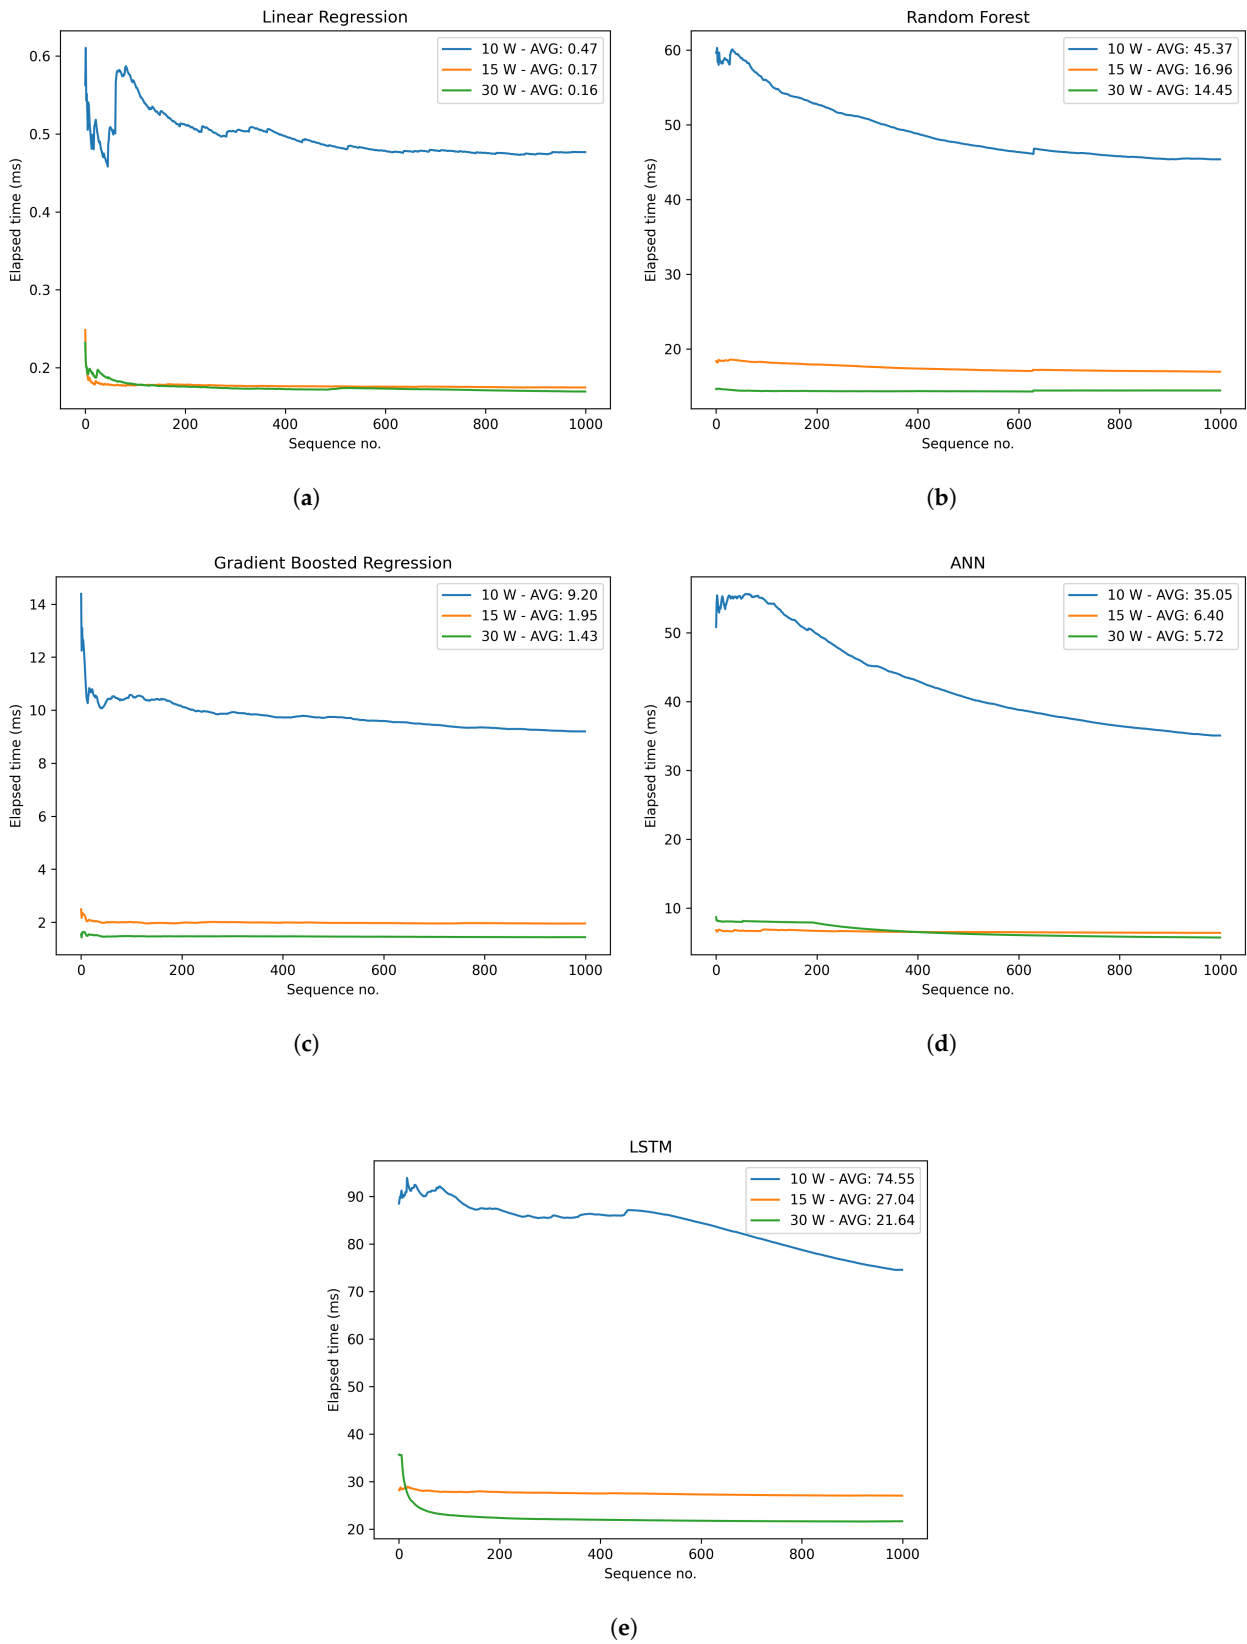 Linear Regression
10 W - AVG: 0.47
15 W - AVG: 0.17
30 W - AVG: 0.16
Elapsed time (ms)
0.6
0.5
0.4
0.3
0.2
0 200 400 600 800 1000
Sequence no.
(a)
Random Forest
10 W - AVG: 45.37
15 W - AVG: 16.96
30 W - AVG: 14.45
Elapsed time (ms)
60
50
40
30
20
0 200 400 600 800 1000
Sequence no.
(b)
Gradient Boosted Regression
10 W - AVG: 9.20
15 W - AVG: 1.95
30 W - AVG: 1.43
Elapsed time (ms)
14
12
10
8
6
4
2
0 200 400 600 800 1000
Sequence no.
(c)
ANN
10 W - AVG: 35.05
15 W - AVG: 6.40
30 W - AVG: 5.72
Elapsed time (ms)
50
40
30
20
10
0 200 400 600 800 1000
Sequence no.
(d)
LSTM
10 W - AVG: 74.55
15 W - AVG: 27.04
30 W - AVG: 21.64
Elapsed time (ms)
90
80
70
60
50
40
30
20
0 200 400 600 800 1000
Sequence no.
(e)